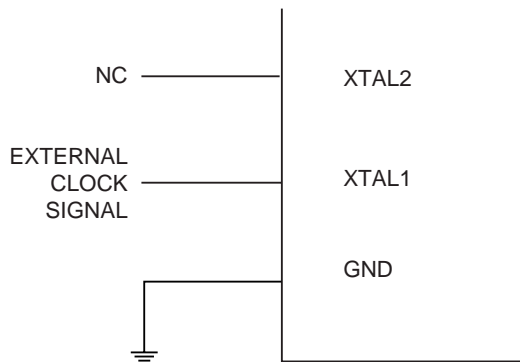 NC
XTAL2
EXTERNAL
CLOCK
SIGNAL
XTAL1
GND